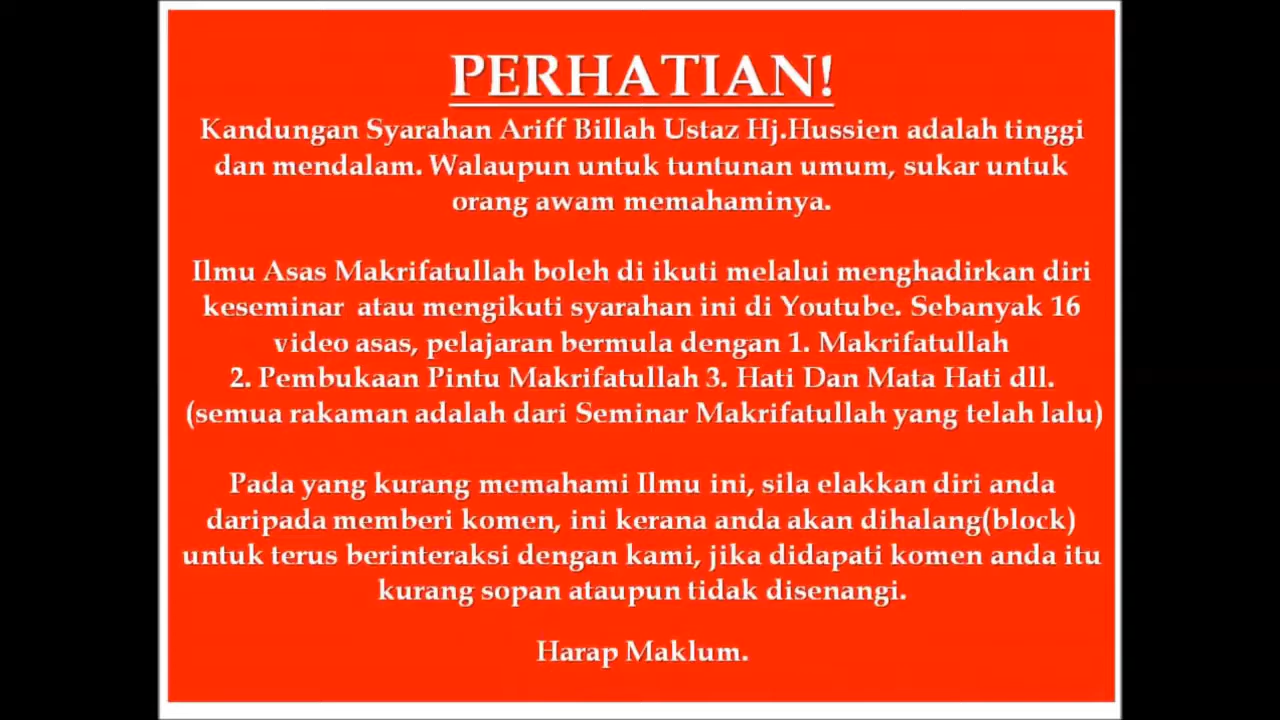 PERHATIAN!
Kandungan Syarahan Ariff Billah Ustaz Hj.Hussien adalah tinggi
dan mendalam. Walaupun untuk tuntunan umum, sukar untuk
orang awam memahaminya.
Ilmu Asas Makrifatullah boleh di ikuti melalui menghadirkan diri
keseminar atau mengikuti syarahan ini di Youtube. Sebanyak 16
video asas, pelajaran bermula dengan 1. Makrifatullah
2. Pembukaan Pintu Makrifatullah 3. Hati Dan Mata Hati dll.
(semua rakaman adalah dari Seminar Makrifatullah yang telah lalu)
Pada yang kurang memahami Ilmu ini, sila elakkan diri anda
daripada memberi komen, ini kerana anda akan dihalang(block)
untuk terus berinteraksi dengan kami, jika didapati komen anda itu
kurang sopan ataupun tidak disenangi.
Harap Maklum.